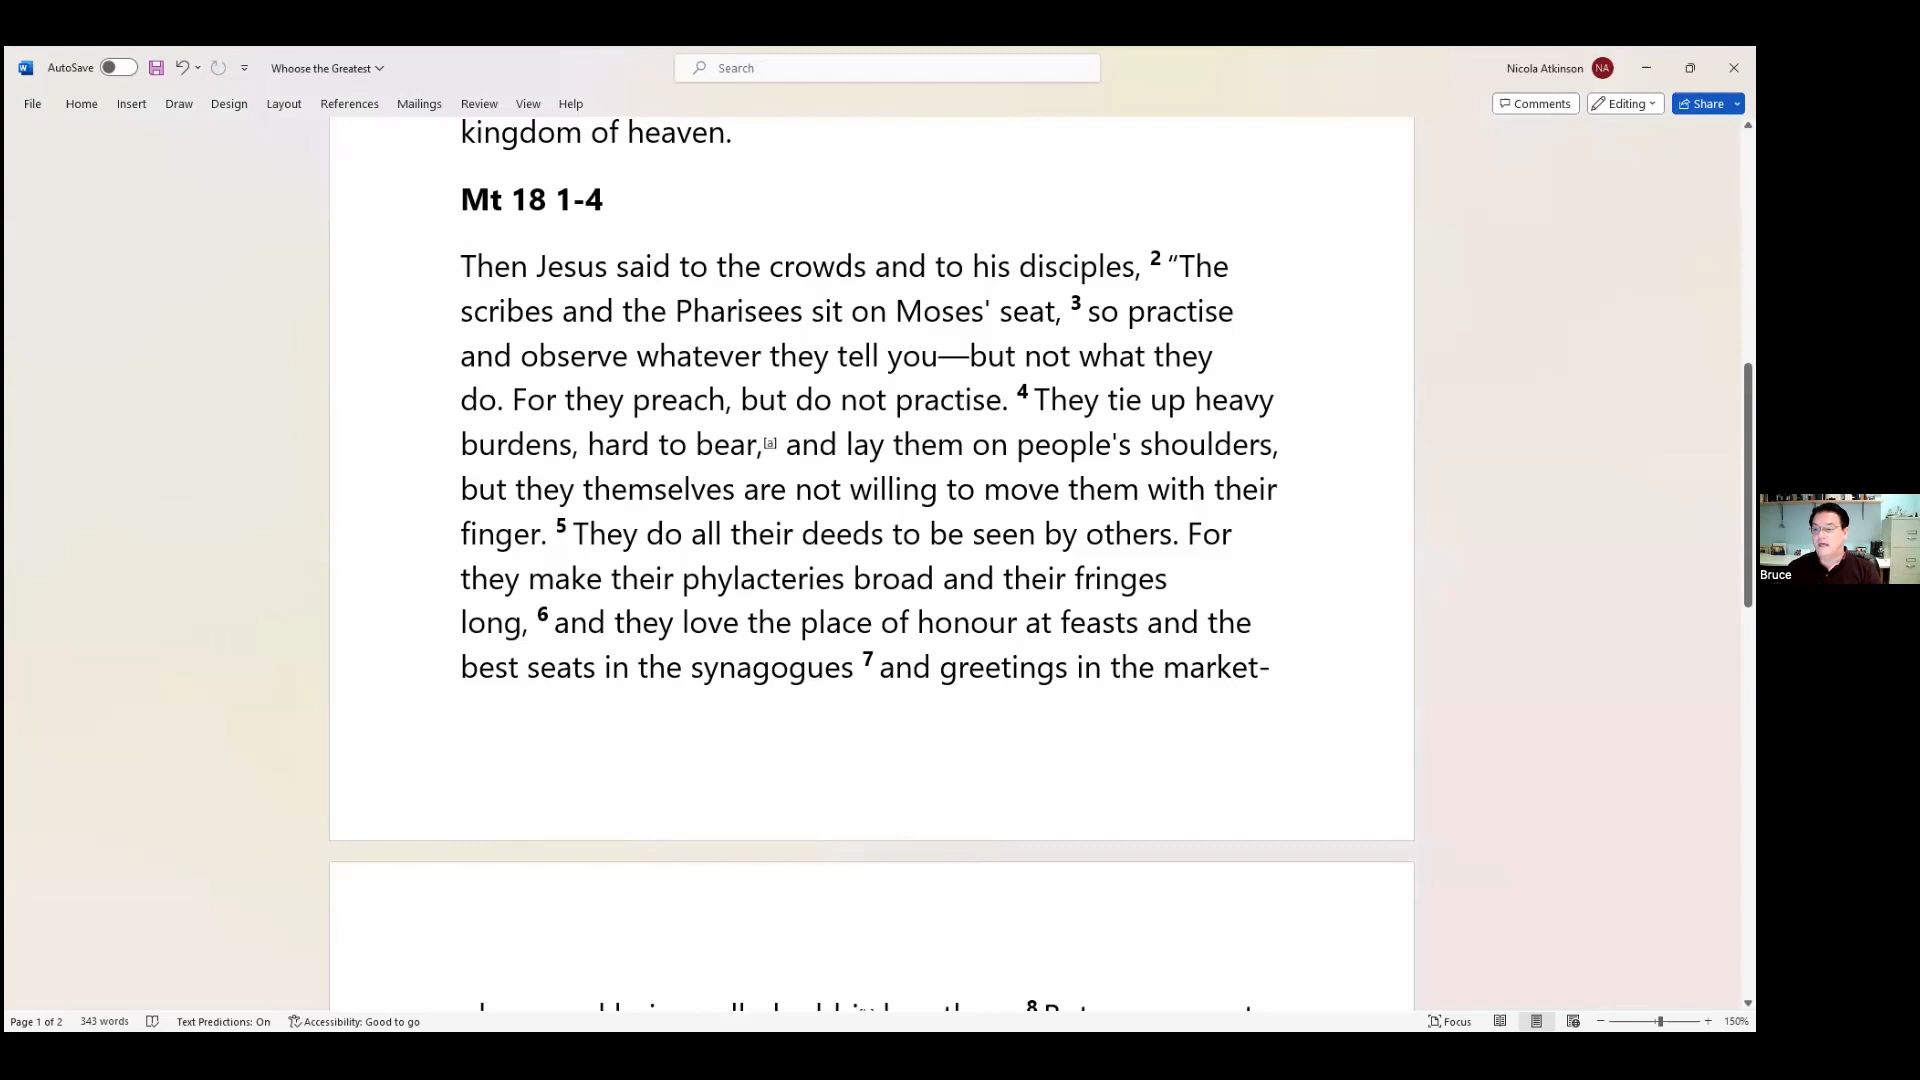 AutoSave
Whoose the Greatest
Search
Nicola Atkinson
NA
File Home Insert Draw Design Layout References Mailings Review View Help
Comments
Editing
Share
kingdom of heaven.
Mt 18 1-4
Then Jesus said to the crowds and to his disciples, 2 “The
scribes and the Pharisees sit on Moses' seat, 3 so practise
and observe whatever they tell you—but not what they
do. For they preach, but do not practise. 4 They tie up heavy
burdens, hard to bear,[a] and lay them on people's shoulders,
but they themselves are not willing to move them with their
finger. 5 They do all their deeds to be seen by others. For
they make their phylacteries broad and their fringes
long, 6 and they love the place of honour at feasts and the
best seats in the synagogues 7 and greetings in the market-
8
Bruce
Page 1 of 2
343 words
Text Predictions: On
Accessibility: Good to go
Focus
150%